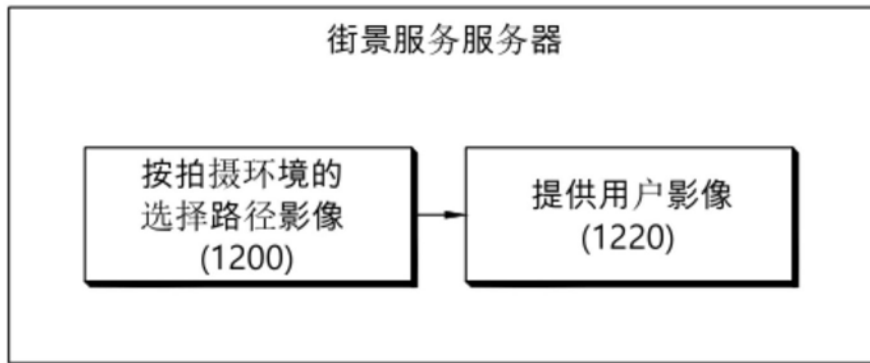 街景服务服务器
按拍摄环境的
选择路径影像
(1200)
提供用户影像
(1220)